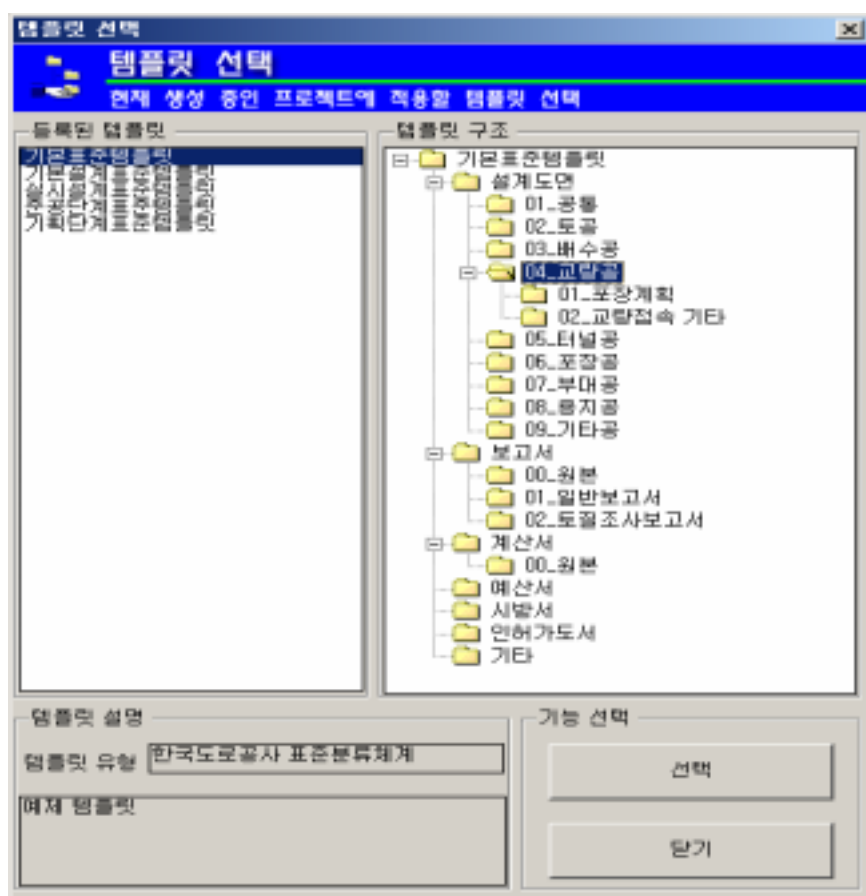 템플릿 선택
템플릿 선택
현재 생성 중인 프로젝트에 적용할 템플릿 선택
등록된 템플릿
기본표준템플릿
기본설계표준템플릿
실시설계표준템플릿
준공단계표준템플릿
기획단계표준템플릿
템플릿 구조
기본표준템플릿
설계도면
01_공통
02_토공
03_배수공
04_교량공
01_포장계획
02_교량접속 기타
05_터널공
06_포장공
07_부대공
08_용지공
09_기타공
보고서
00_원본
01_일반보고서
02_토질조사보고서
계산서
00_원본
예산서
시방서
인허가도서
기타
템플릿 설명
템플릿 유형
한국도로공사 표준분류체계
예제 템플릿
기능 선택
선택
닫기